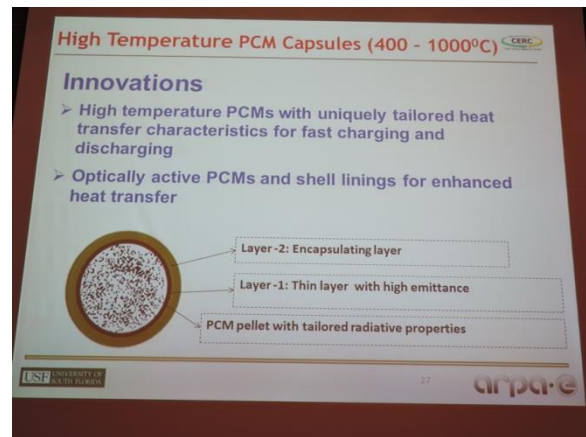 High Temperature PCM Capsules (400 - 1000⁰C)
CERC
Innovations
➢ High temperature PCMs with uniquely tailored heat
transfer characteristics for fast charging and
discharging
➢ Optically active PCMs and shell linings for enhanced
heat transfer
Layer-2: Encapsulating layer
Layer-1: Thin layer with high emittance
PCM pellet with tailored radiative properties
USF UNIVERSITY OF
SOUTH FLORIDA
27
arpa·e